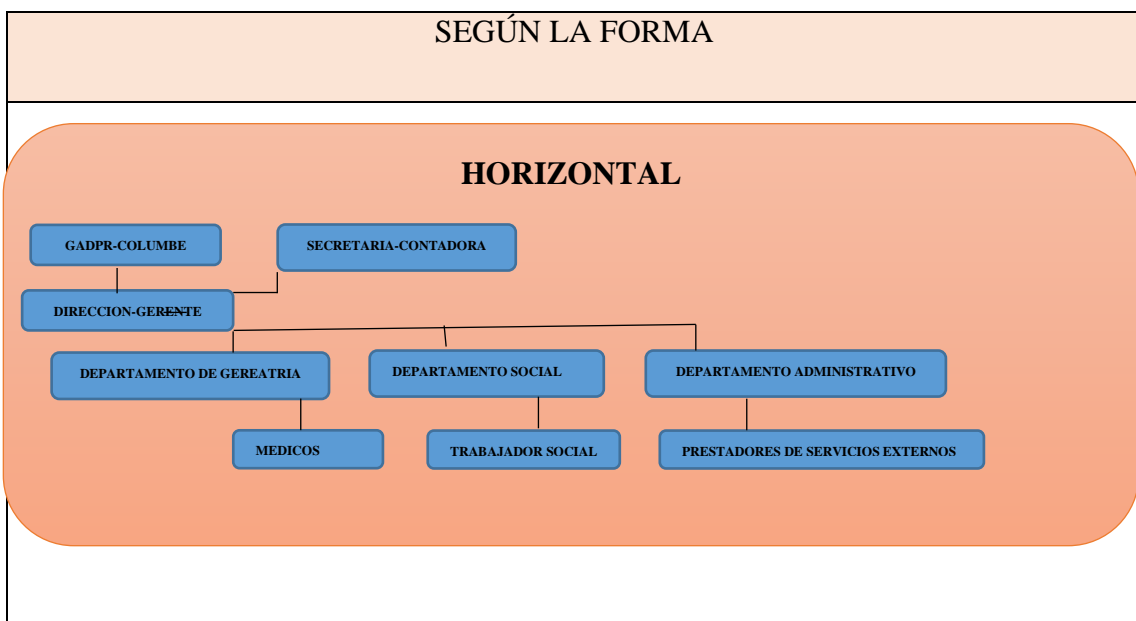 SEGÚN LA FORMA
HORIZONTAL
GADPR-COLUMBE
SECRETARIA-CONTADORA
DIRECCION-GERENTE
DEPARTAMENTO DE GEREATRIA
DEPARTAMENTO SOCIAL
DEPARTAMENTO ADMINISTRATIVO
MEDICOS
TRABAJADOR SOCIAL
PRESTADORES DE SERVICIOS EXTERNOS